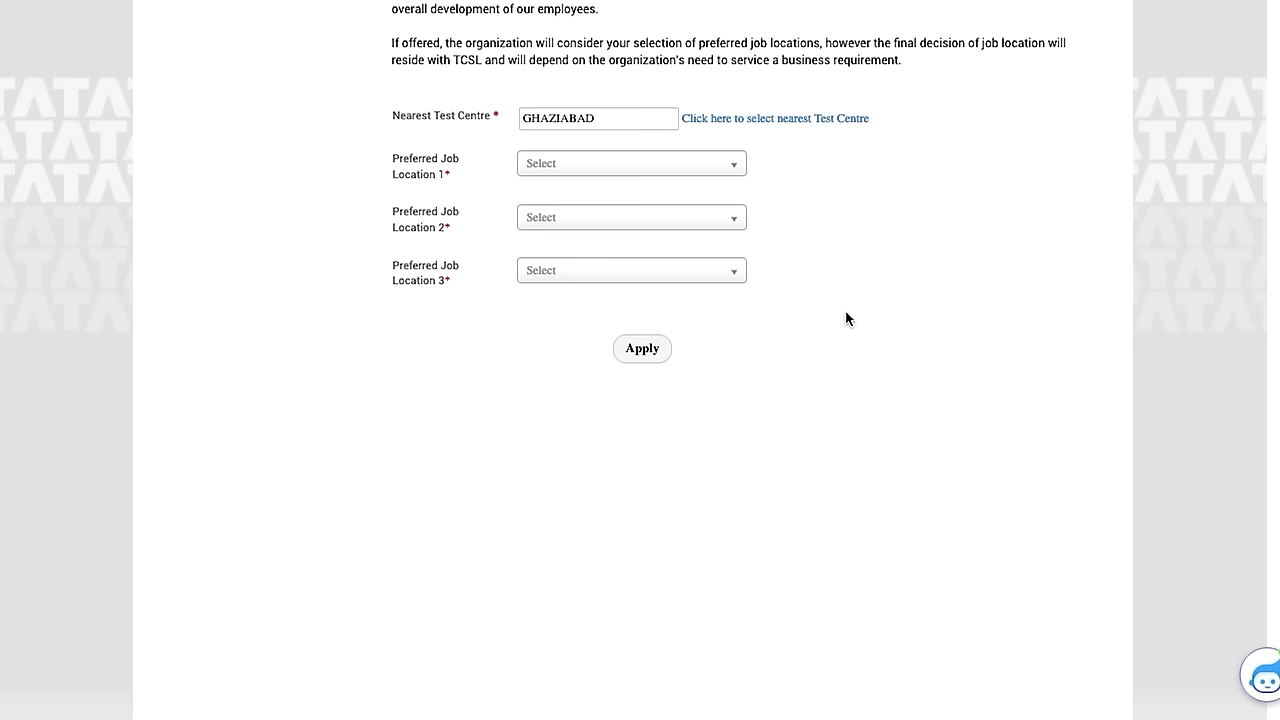 overall development of our employees.
If offered, the organization will consider your selection of preferred job locations, however the final decision of job location will
reside with TCSL and will depend on the organization's need to service a business requirement.
Nearest Test Centre * GHAZIABAD Click here to select nearest Test Centre
Preferred Job
Location 1* Select
Preferred Job
Location 2* Select
Preferred Job
Location 3* Select
Apply